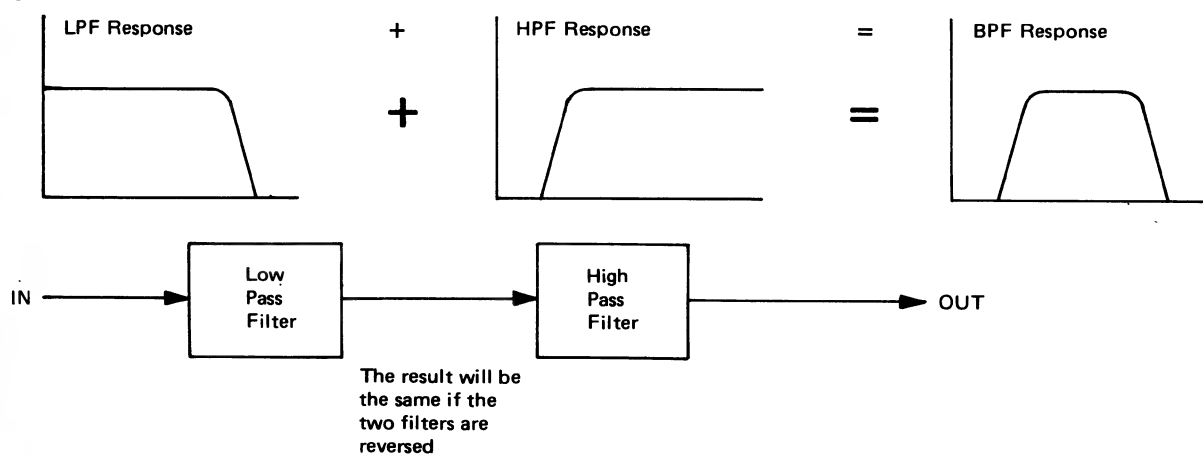 LPF Response + HPF Response = BPF Response
+ =
IN
Low
Pass
Filter
High
Pass
Filter
OUT
The result will be
the same if the
two filters are
reversed